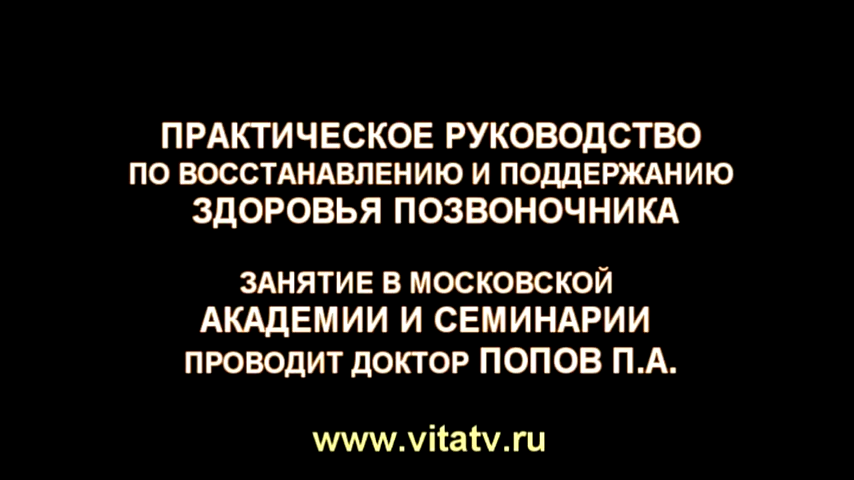 ПРАКТИЧЕСКОЕ РУКОВОДСТВО
ПО ВОССТАНАВЛЕНИЮ И ПОДДЕРЖАНИЮ
ЗДОРОВЬЯ ПОЗВОНОЧНИКА
ЗАНЯТИЕ В МОСКОВСКОЙ
АКАДЕМИИ И СЕМИНАРИИ
ПРОВОДИТ ДОКТОР ПОПОВ П.А.
www.vitatv.ru